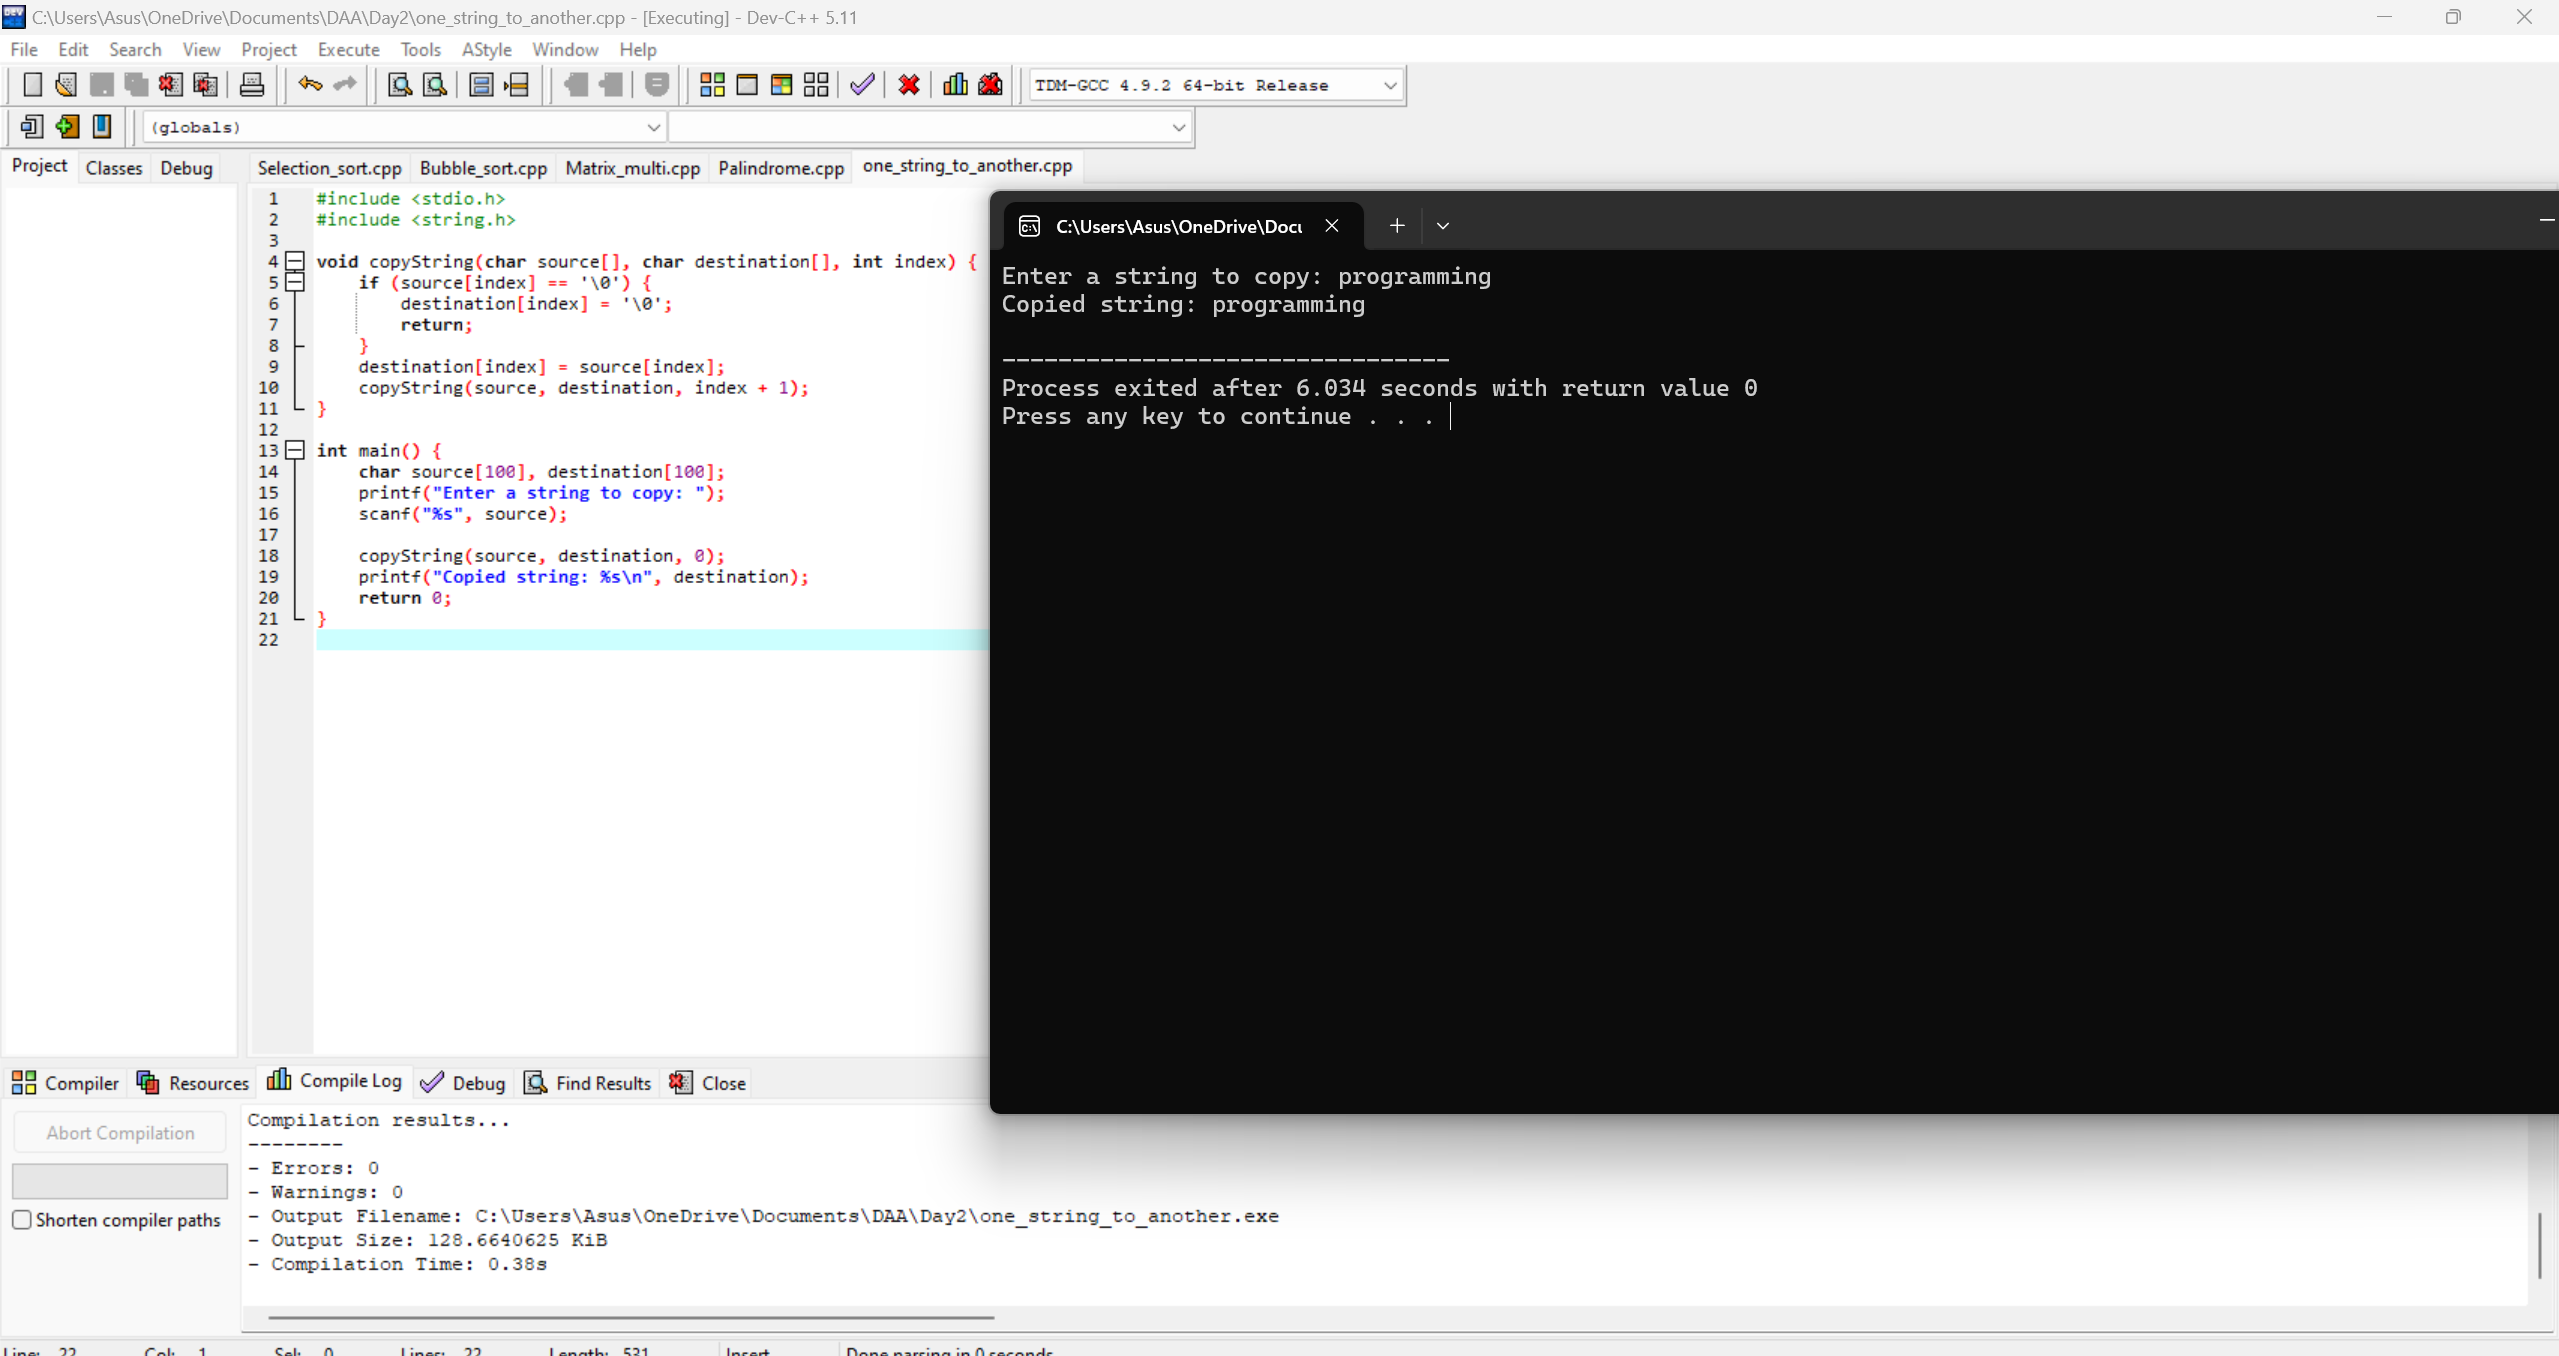 C:\Users\Asus\OneDrive\Documents\DAA\Day2\one_string_to_another.cpp - [Executing] - Dev-C++ 5.11
File Edit Search View Project Execute Tools AStyle Window Help
TDM-GCC 4.9.2 64-bit Release
(globals)
Project Classes Debug
Selection_sort.cpp Bubble_sort.cpp Matrix_multi.cpp Palindrome.cpp one_string_to_another.cpp
1 #include <stdio.h>
2 #include <string.h>
3
4 void copyString(char source[], char destination[], int index) {
5     if (source[index] == '\0') {
6         destination[index] = '\0';
7         return;
8     }
9     destination[index] = source[index];
10     copyString(source, destination, index + 1);
11 }
12
13 int main() {
14     char source[100], destination[100];
15     printf("Enter a string to copy: ");
16     scanf("%s", source);
17
18     copyString(source, destination, 0);
19     printf("Copied string: %s\n", destination);
20     return 0;
21 }
22
C:\Users\Asus\OneDrive\Docu
Enter a string to copy: programming
Copied string: programming
--------------------------------
Process exited after 6.034 seconds with return value 0
Press any key to continue . . .
Compiler Resources Compile Log Debug Find Results Close
Abort Compilation
Shorten compiler paths
Compilation results...
--------
- Errors: 0
- Warnings: 0
- Output Filename: C:\Users\Asus\OneDrive\Documents\DAA\Day2\one_string_to_another.exe
- Output Size: 128.6640625 KiB
- Compilation Time: 0.38s
Line: 22 Col: 1 Sel: 0 Lines: 22 Length: 531 Insert Done parsing in 0 seconds